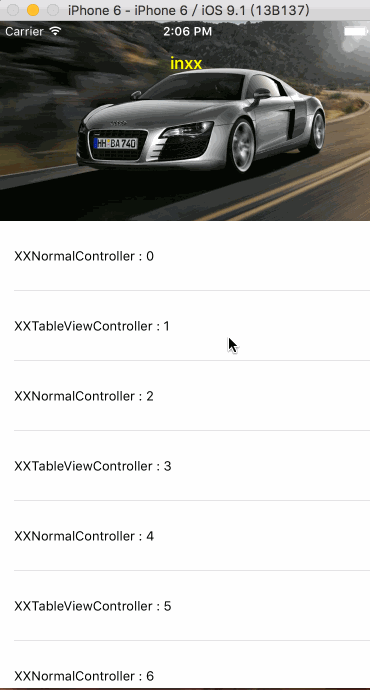 iPhone 6 - iPhone 6 / iOS 9.1 (13B137)
Carrier 2:06 PM
inxx
HH-BA 740
XXNormalController : 0
XXTableViewController : 1
XXNormalController : 2
XXTableViewController : 3
XXNormalController : 4
XXTableViewController : 5
XXNormalController : 6